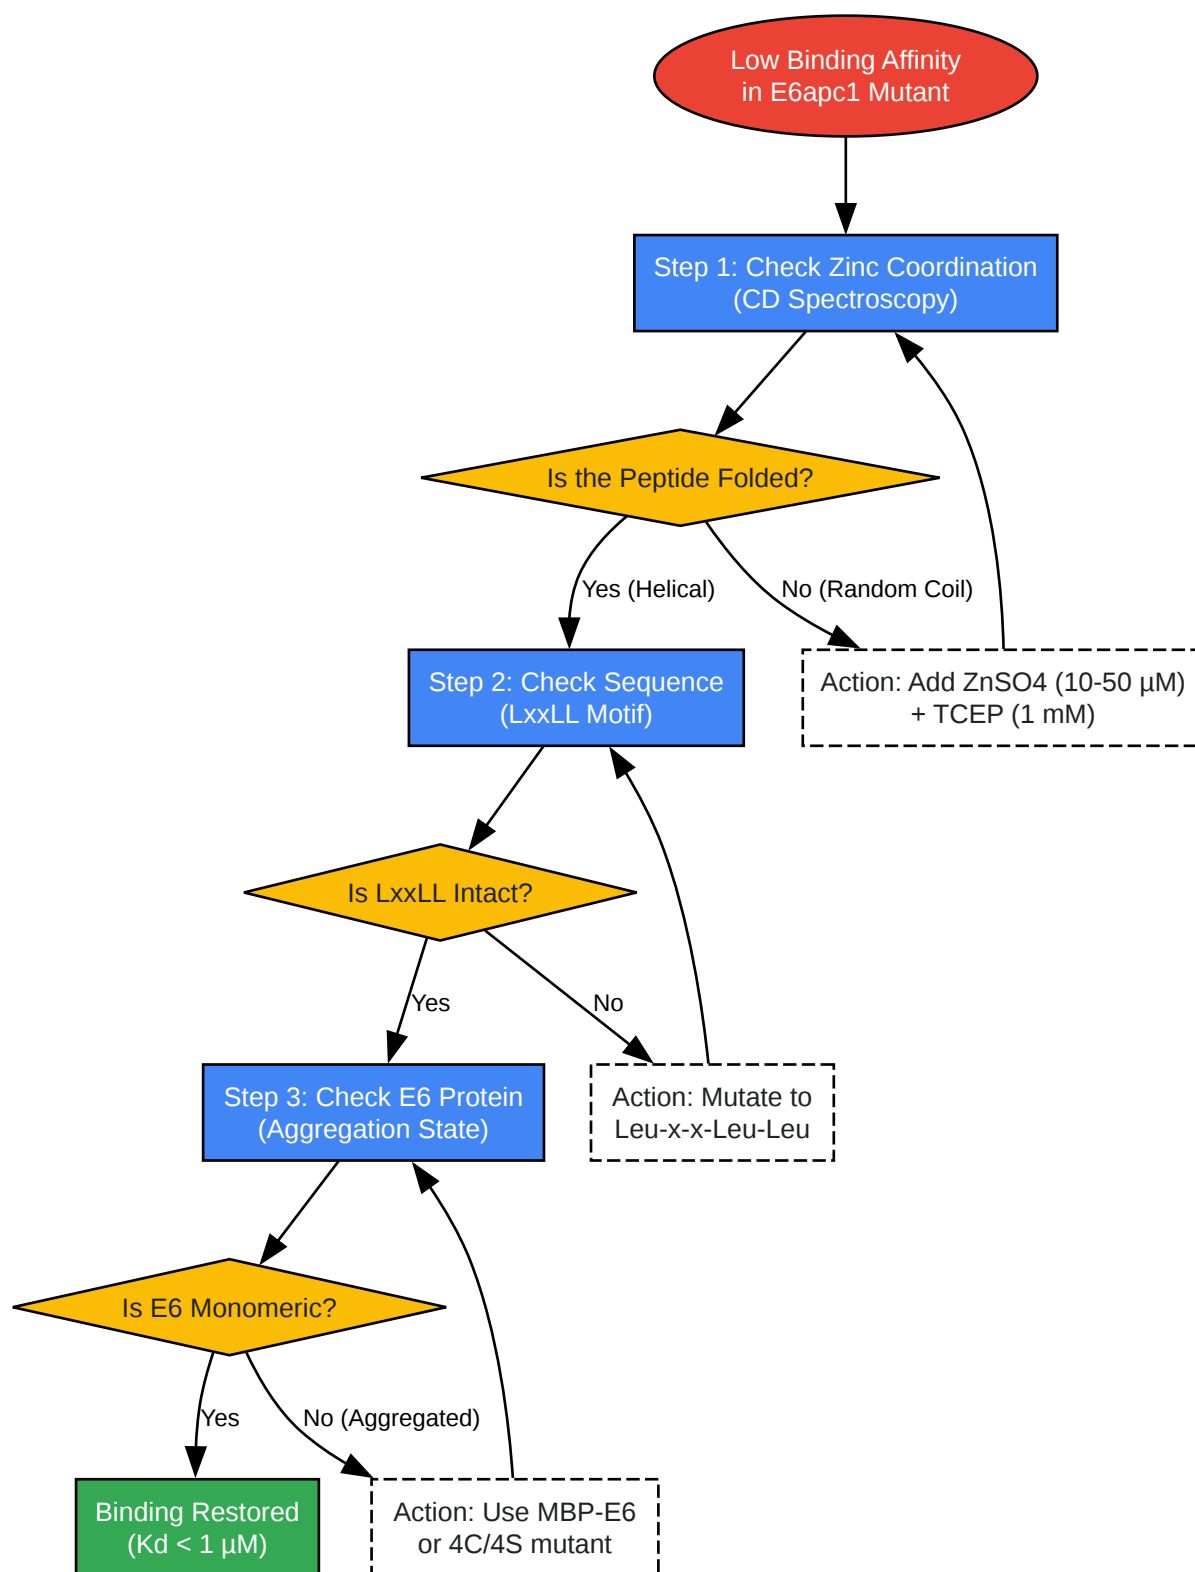 Low Binding Affinity
in E6apc1 Mutant
Step 1: Check Zinc Coordination
(CD Spectroscopy)
Is the Peptide Folded?
Yes (Helical)
No (Random Coil)
Step 2: Check Sequence
(LxxLL Motif)
Action: Add ZnSO4 (10-50 µM)
+ TCEP (1 mM)
Is LxxLL Intact?
Yes
No
Step 3: Check E6 Protein
(Aggregation State)
Action: Mutate to
Leu-x-x-Leu-Leu
Is E6 Monomeric?
Yes
No (Aggregated)
Binding Restored
(Kd < 1 µM)
Action: Use MBP-E6
or 4C/4S mutant